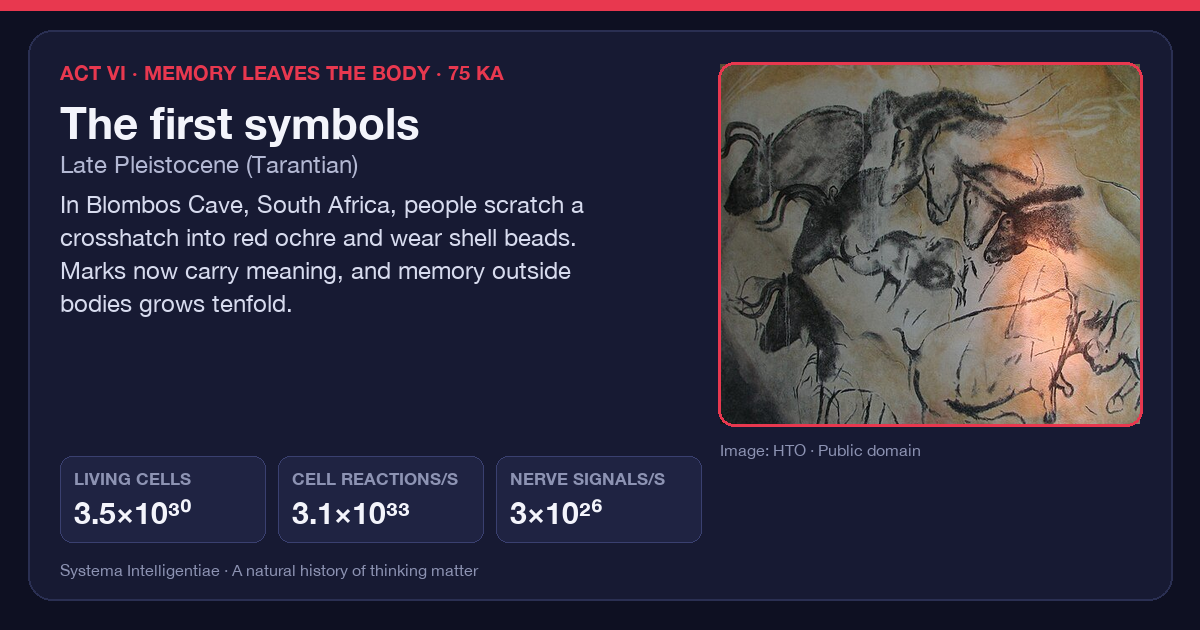 ACT VI · MEMORY LEAVES THE BODY · 75 KA
The first symbols
Late Pleistocene (Tarantian)
In Blombos Cave, South Africa, people scratch a
crosshatch into red ochre and wear shell beads.
Marks now carry meaning, and memory outside
bodies grows tenfold.
Image: HTO · Public domain
LIVING CELLS
3.5×10³⁰
CELL REACTIONS/S
3.1×10³³
NERVE SIGNALS/S
3×10²⁶
Systema Intelligentiae · A natural history of thinking matter